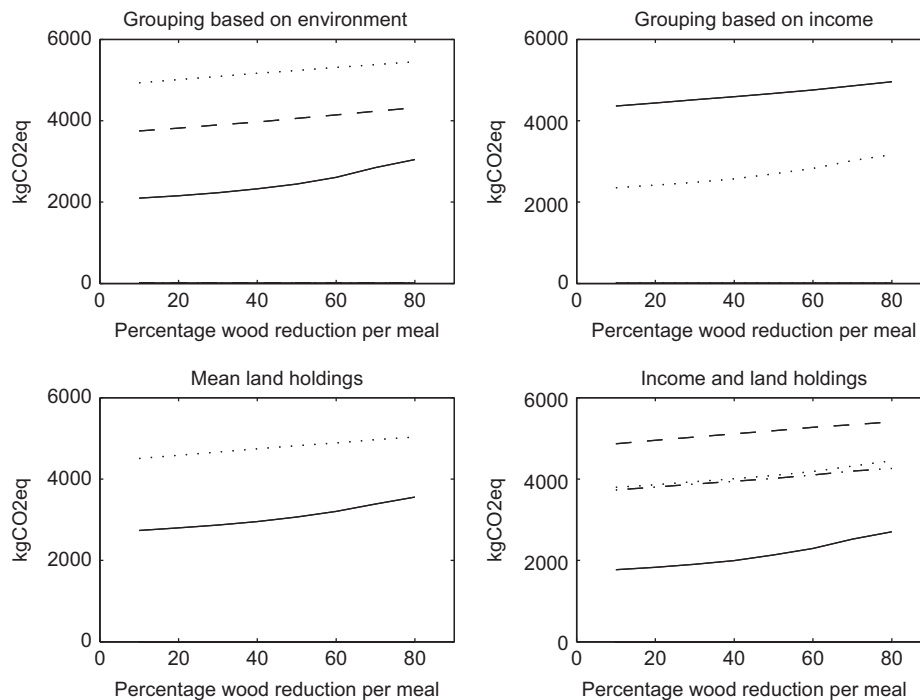 Grouping based on environment
6000
4000
2000
0
kgCO2eq
0 20 40 60 80
Percentage wood reduction per meal
Grouping based on income
6000
4000
2000
0
kgCO2eq
0 20 40 60 80
Percentage wood reduction per meal
Mean land holdings
6000
4000
2000
0
kgCO2eq
0 20 40 60 80
Percentage wood reduction per meal
Income and land holdings
6000
4000
2000
0
kgCO2eq
0 20 40 60 80
Percentage wood reduction per meal